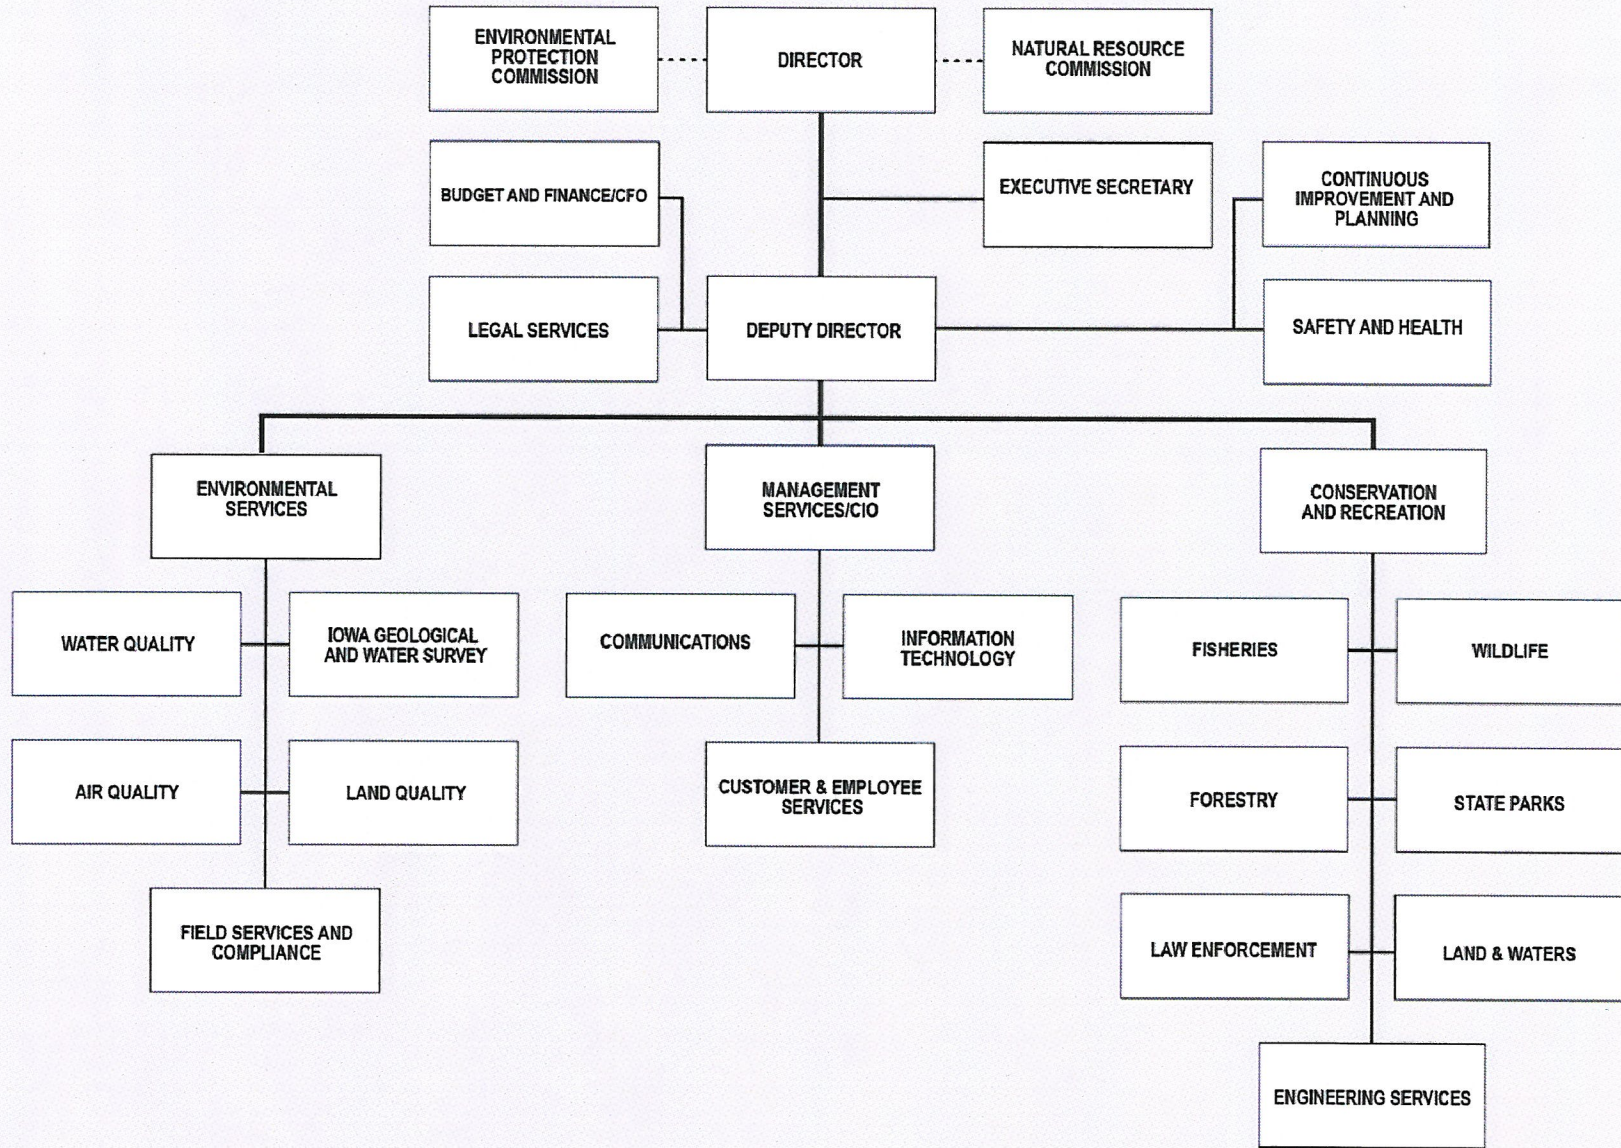 ENVIRONMENTAL
PROTECTION
COMMISSION
DIRECTOR
NATURAL RESOURCE
COMMISSION
BUDGET AND FINANCE/CFO
EXECUTIVE SECRETARY
CONTINUOUS
IMPROVEMENT AND
PLANNING
LEGAL SERVICES
DEPUTY DIRECTOR
SAFETY AND HEALTH
ENVIRONMENTAL
SERVICES
MANAGEMENT
SERVICES/CIO
CONSERVATION
AND RECREATION
WATER QUALITY
IOWA GEOLOGICAL
AND WATER SURVEY
COMMUNICATIONS
INFORMATION
TECHNOLOGY
FISHERIES
WILDLIFE
AIR QUALITY
LAND QUALITY
CUSTOMER & EMPLOYEE
SERVICES
FORESTRY
STATE PARKS
FIELD SERVICES AND
COMPLIANCE
LAW ENFORCEMENT
LAND & WATERS
ENGINEERING SERVICES